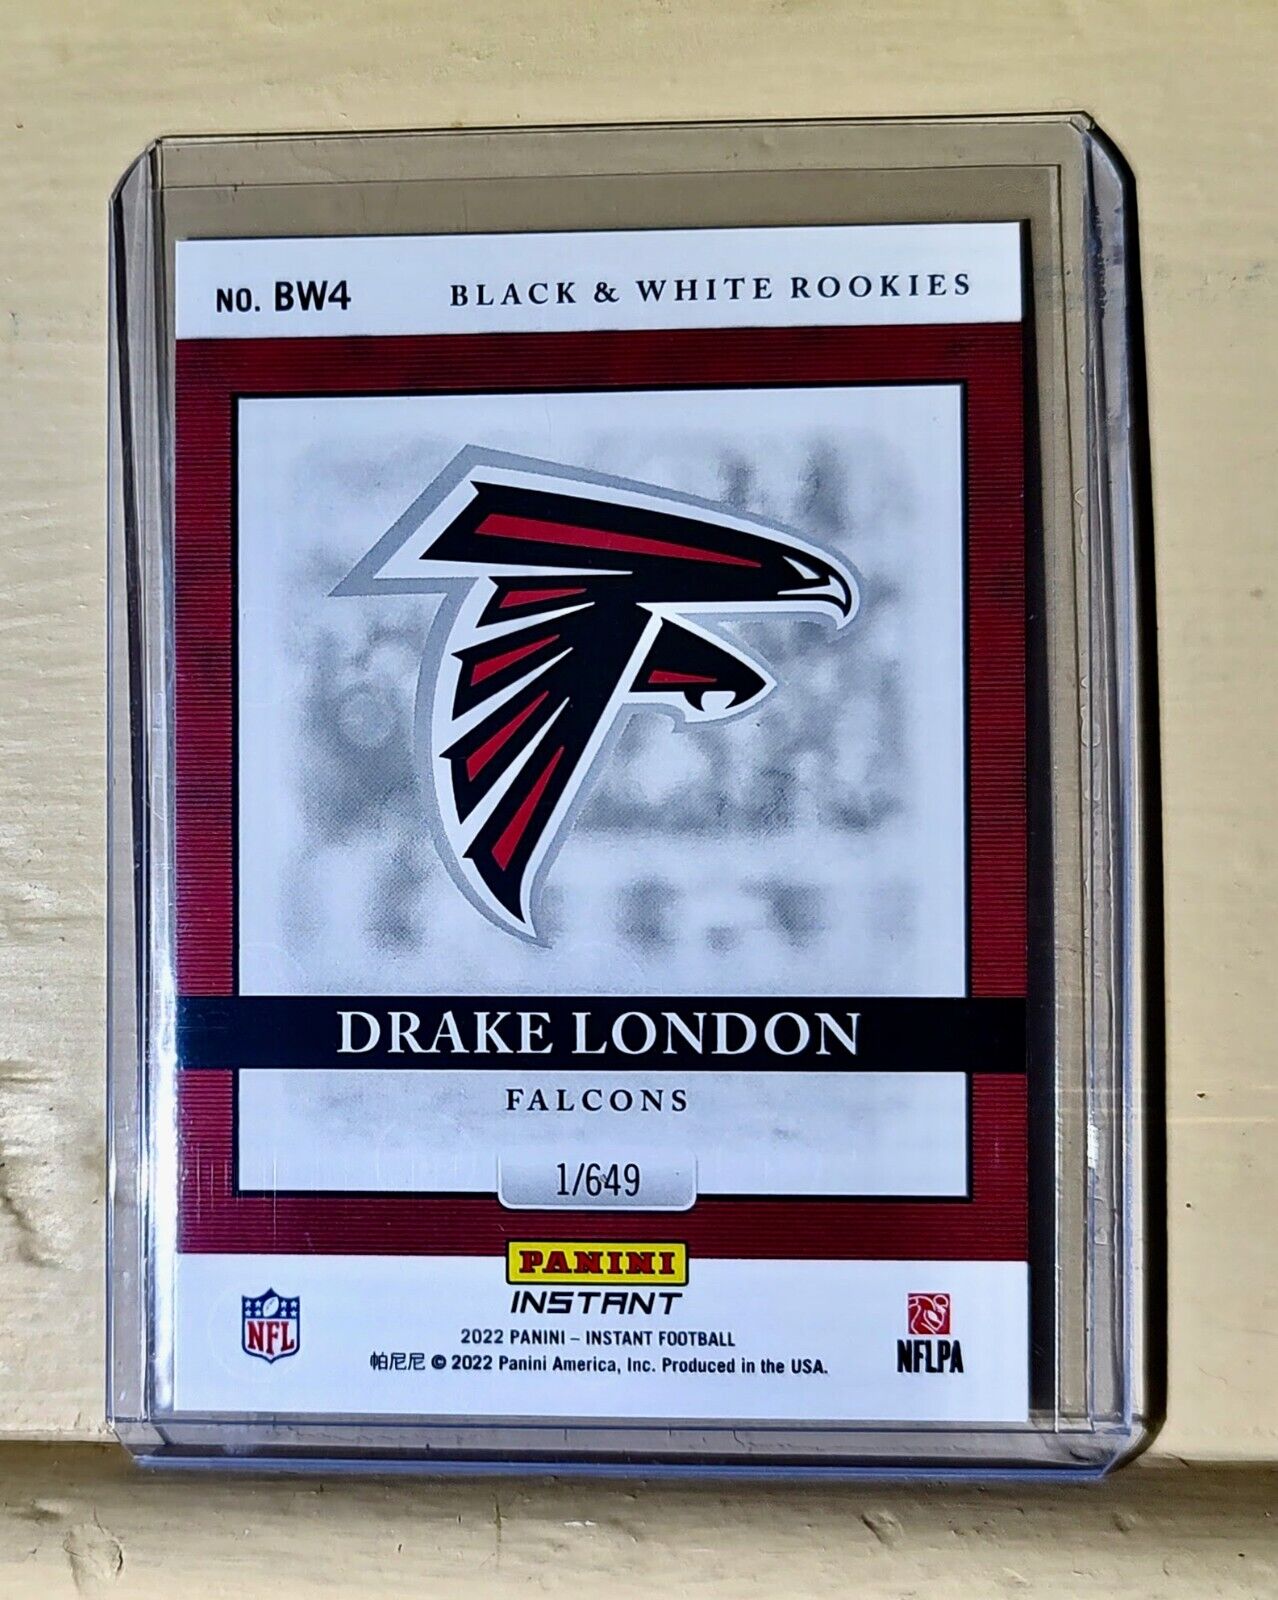 NO. BW4 BLACK & WHITE ROOKIES
DRAKE LONDON
FALCONS
1/649
PANINI
INSTANT
NFL
NFLPA
2022 PANINI – INSTANT FOOTBALL
帕尼尼 © 2022 Panini America, Inc. Produced in the USA.